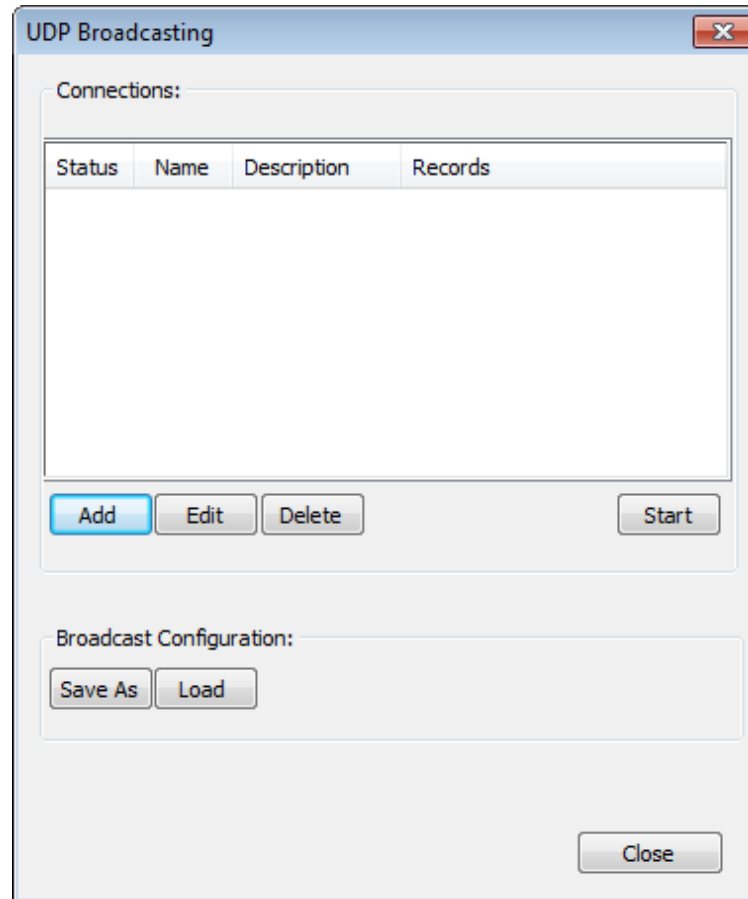 UDP Broadcasting
Connections:
Status Name Description Records
Add Edit Delete Start
Broadcast Configuration:
Save As Load
Close